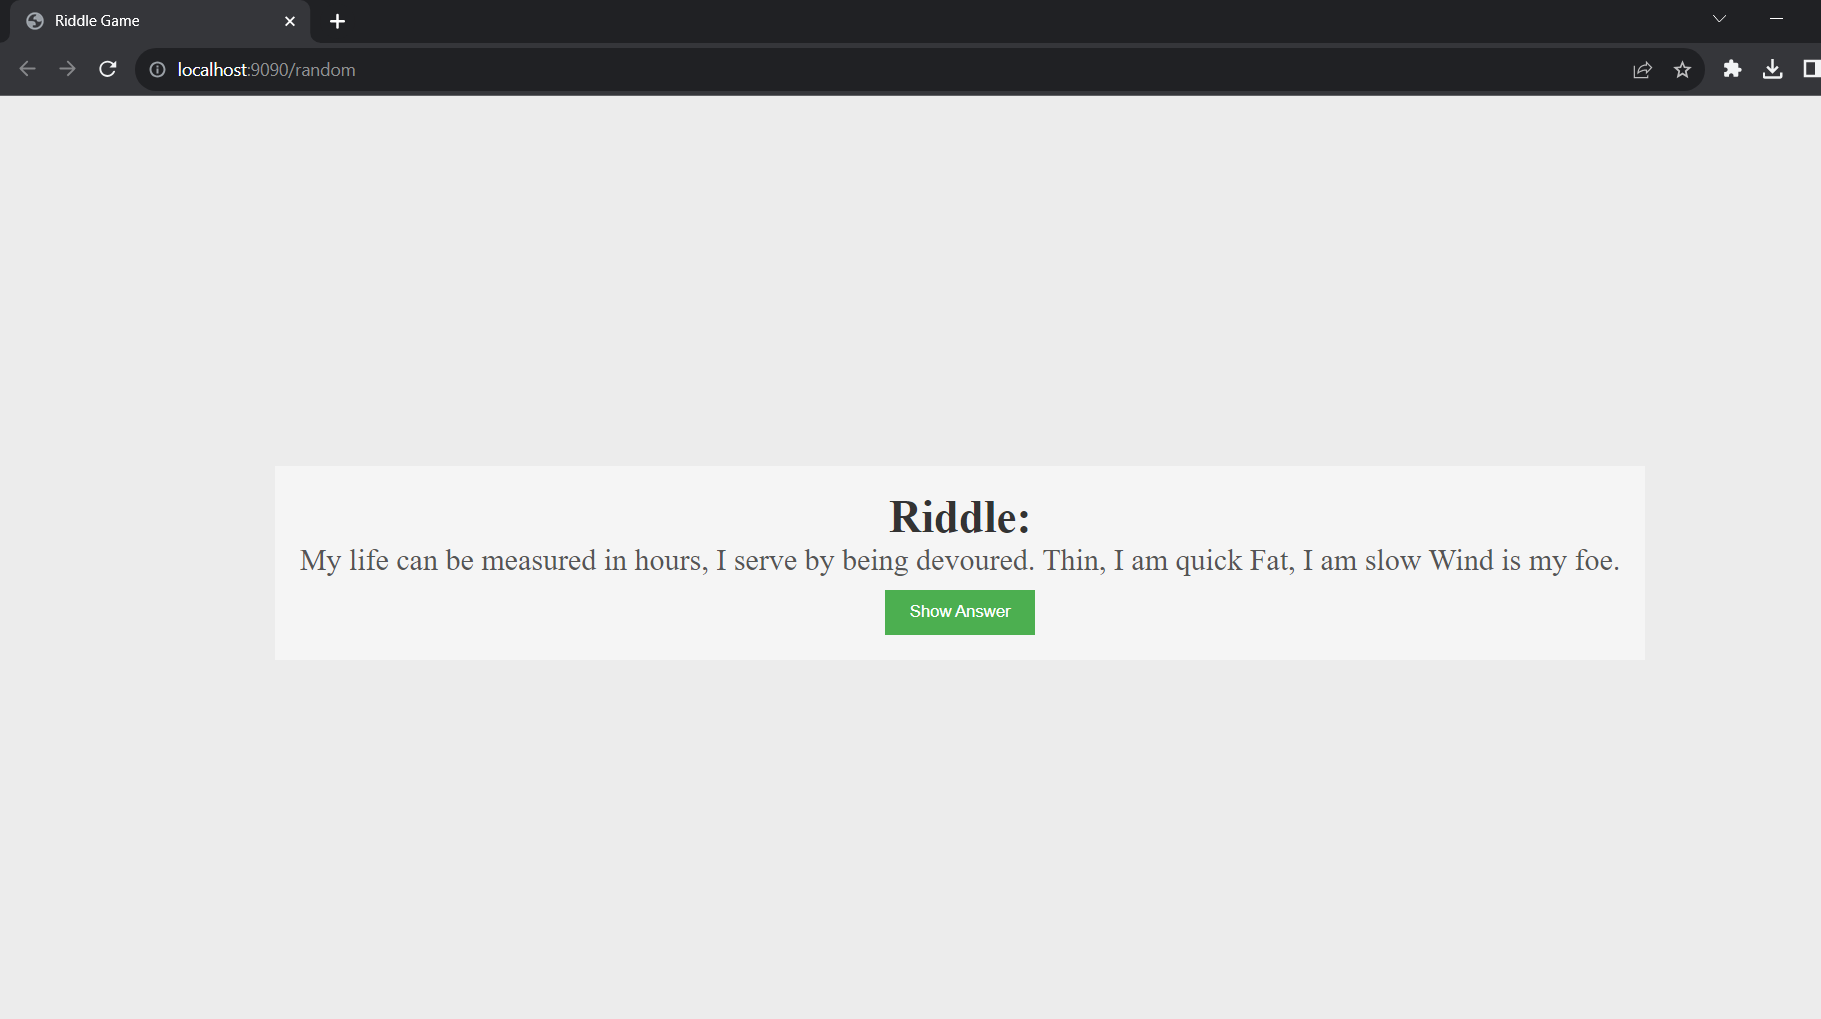 Riddle Game
localhost:9090/random
Riddle:
My life can be measured in hours, I serve by being devoured. Thin, I am quick Fat, I am slow Wind is my foe.
Show Answer